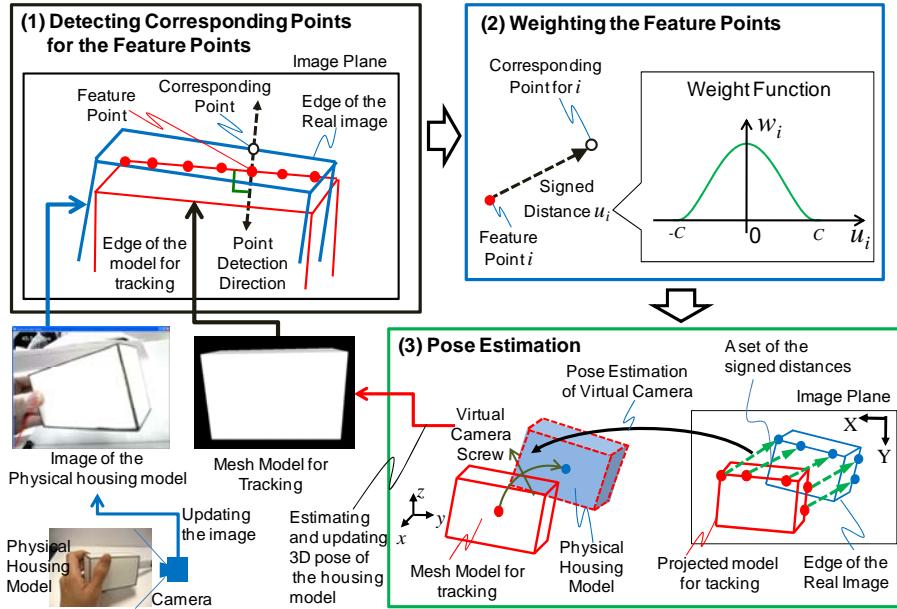 (1) Detecting Corresponding Points
for the Feature Points
Image Plane
Corresponding
Point
Feature
Point
Edge of the
Real image
Edge of the
model for
tracking
Point
Detection
Direction
(2) Weighting the Feature Points
Corresponding
Point for i
Signed
Distance u_i
Feature
Point i
Weight Function
w_i
-C
0
C
u_i
Image of the
Physical housing model
Mesh Model for
Tracking
Updating
the image
Physical
Housing
Model
Camera
Estimating
and updating
3D pose of
the housing
model
(3) Pose Estimation
Pose Estimation
of Virtual Camera
A set of the
signed distances
Image Plane
X
Y
Virtual
Camera
Screw
z
y
x
Mesh Model for
tracking
Physical
Housing
Model
Projected model
for tacking
Edge of the
Real Image